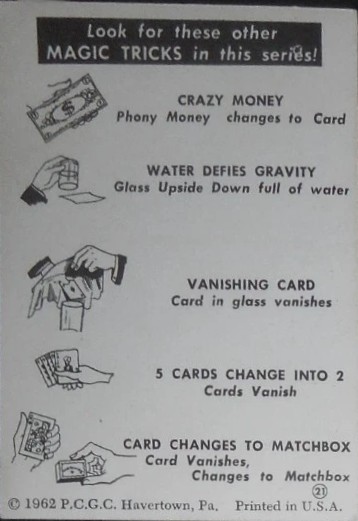 Look for these other
MAGIC TRICKS in this series!
$
CRAZY MONEY
Phony Money changes to Card
WATER DEFIES GRAVITY
Glass Upside Down full of water
VANISHING CARD
Card in glass vanishes
5 CARDS CHANGE INTO 2
Cards Vanish
CARD CHANGES TO MATCHBOX
Card Vanishes,
Changes to Matchbox
21
© 1962 P.C.G.C. Havertown, Pa. Printed in U.S.A.